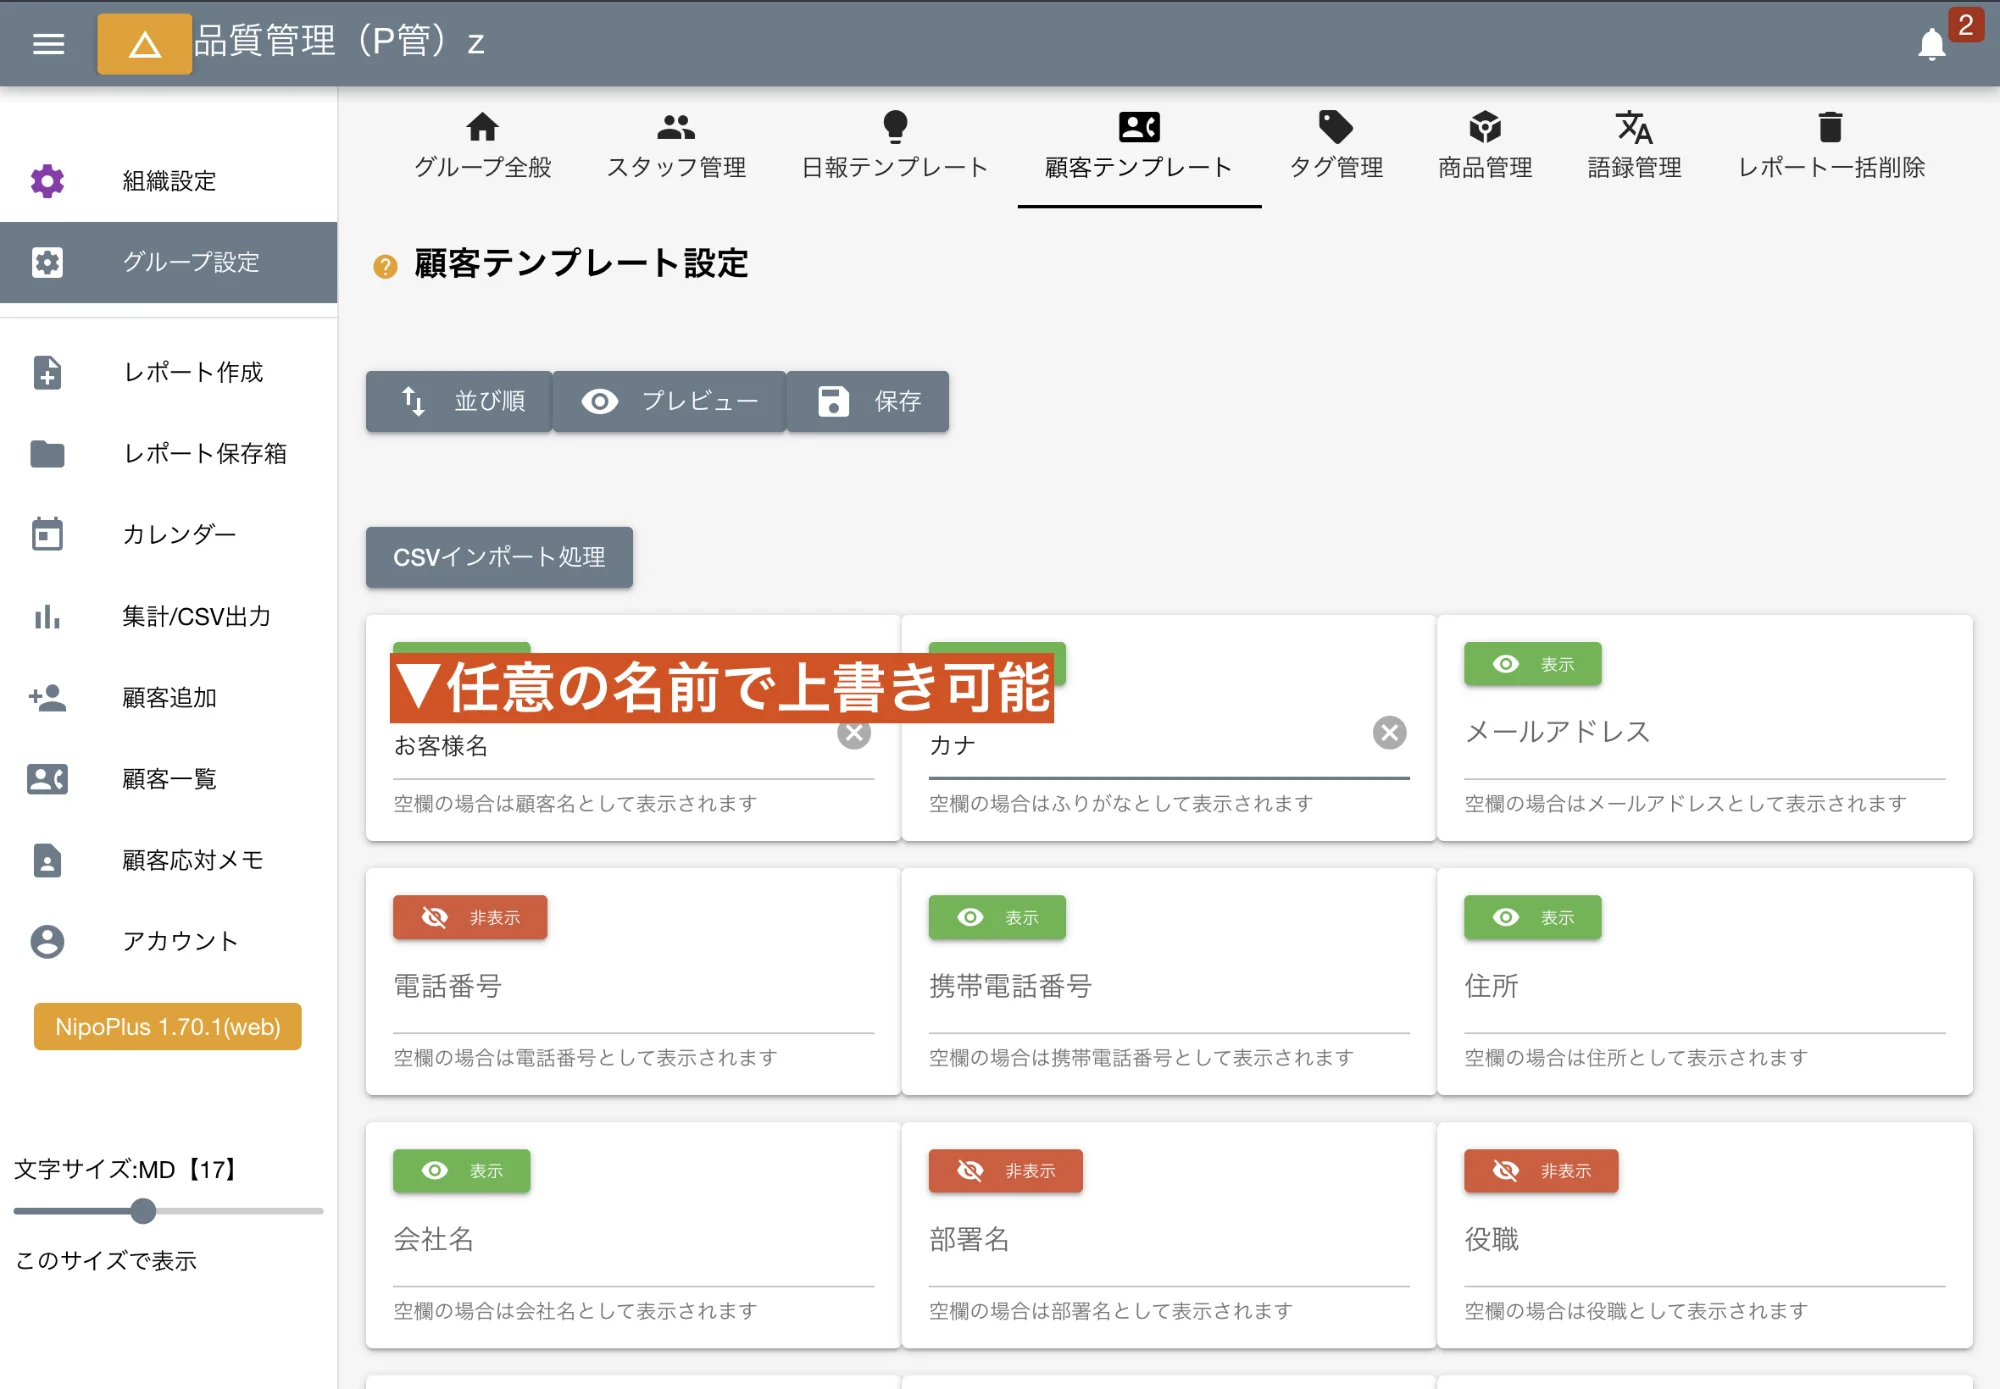 品質管理（P管）z
2
グループ全般
スタッフ管理
日報テンプレート
顧客テンプレート
タグ管理
商品管理
語録管理
レポート一括削除
組織設定
グループ設定
レポート作成
レポート保存箱
カレンダー
集計/CSV出力
顧客追加
顧客一覧
顧客応対メモ
アカウント
NipoPlus 1.70.1(web)
文字サイズ:MD【17】
このサイズで表示
顧客テンプレート設定
並び順
プレビュー
保存
CSVインポート処理
▼任意の名前で上書き可能
お客様名
空欄の場合は顧客名として表示されます
カナ
空欄の場合はふりがなとして表示されます
表示
メールアドレス
空欄の場合はメールアドレスとして表示されます
非表示
電話番号
空欄の場合は電話番号として表示されます
表示
携帯電話番号
空欄の場合は携帯電話番号として表示されます
表示
住所
空欄の場合は住所として表示されます
表示
会社名
空欄の場合は会社名として表示されます
非表示
部署名
空欄の場合は部署名として表示されます
非表示
役職
空欄の場合は役職として表示されます